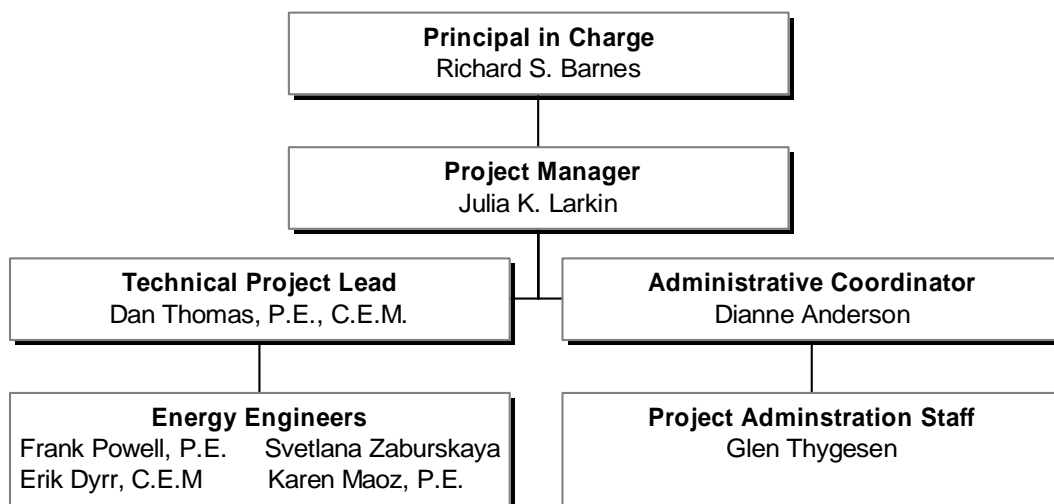 Principal in Charge
Richard S. Barnes
Project Manager
Julia K. Larkin
Technical Project Lead
Dan Thomas, P.E., C.E.M.
Administrative Coordinator
Dianne Anderson
Energy Engineers
Frank Powell, P.E. Svetlana Zaburskaya
Erik Dyrr, C.E.M Karen Maoz, P.E.
Project Adminstration Staff
Glen Thygesen